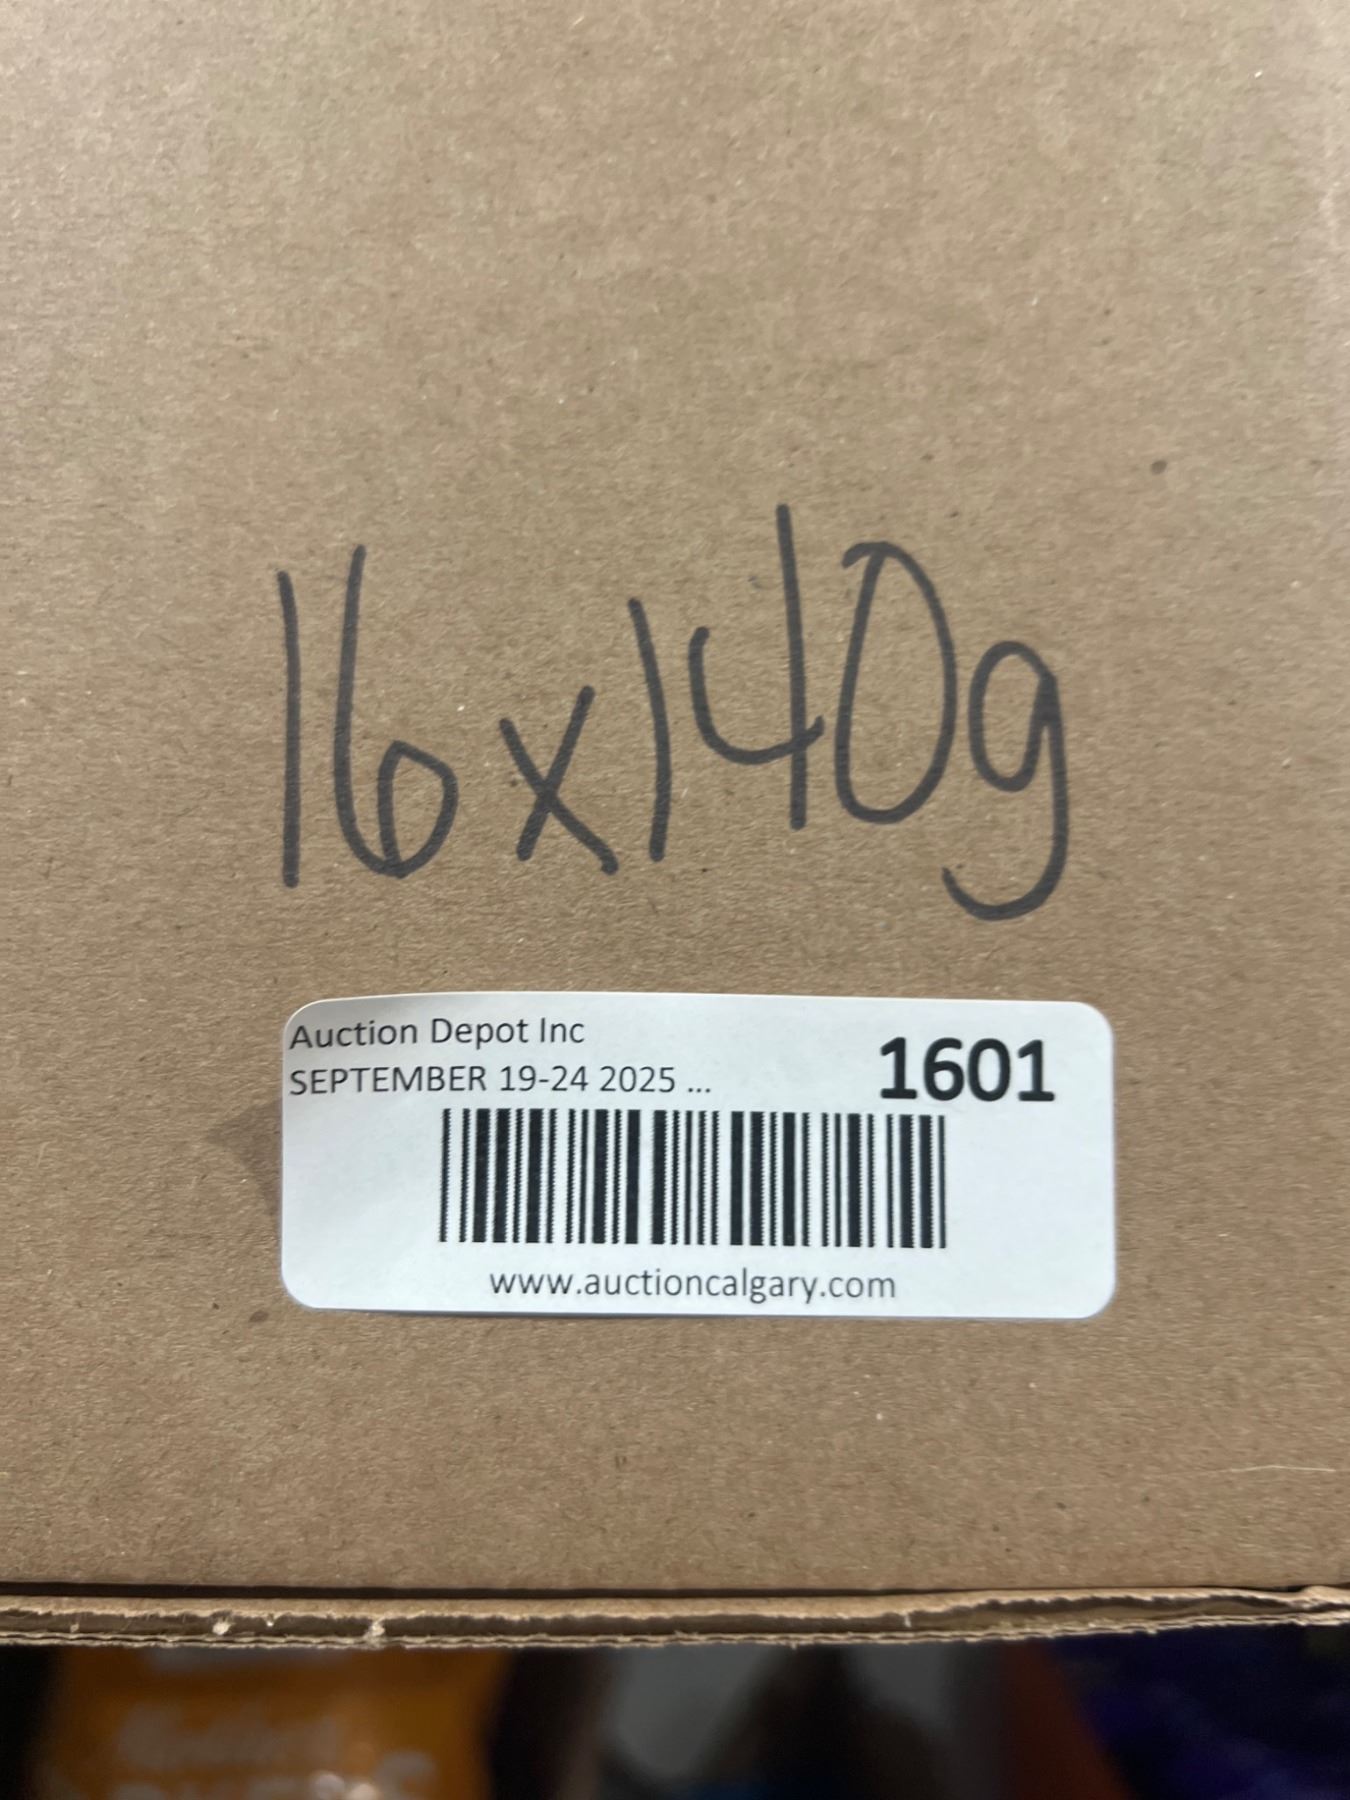 16x140g
Auction Depot Inc
SEPTEMBER 19-24 2025 ...
1601
www.auctioncalgary.com